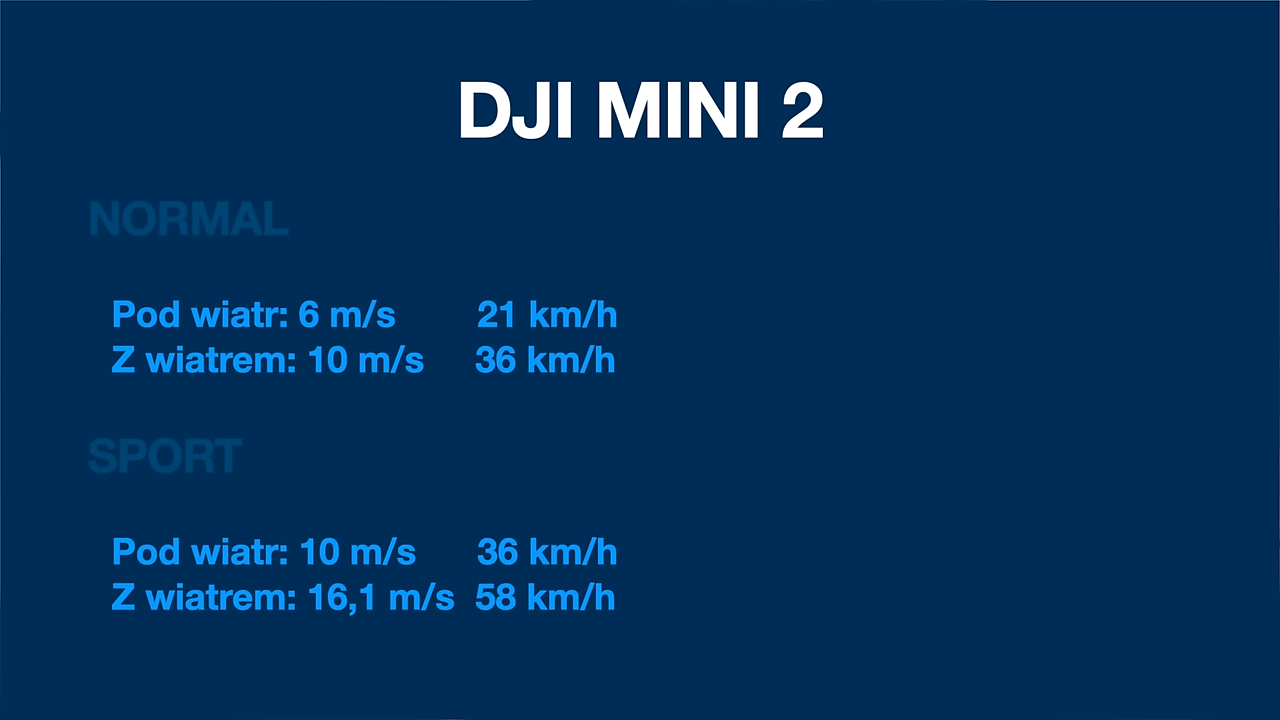 DJI MINI 2
NORMAL
Pod wiatr: 6 m/s 21 km/h
Z wiatrem: 10 m/s 36 km/h
SPORT
Pod wiatr: 10 m/s 36 km/h
Z wiatrem: 16,1 m/s 58 km/h